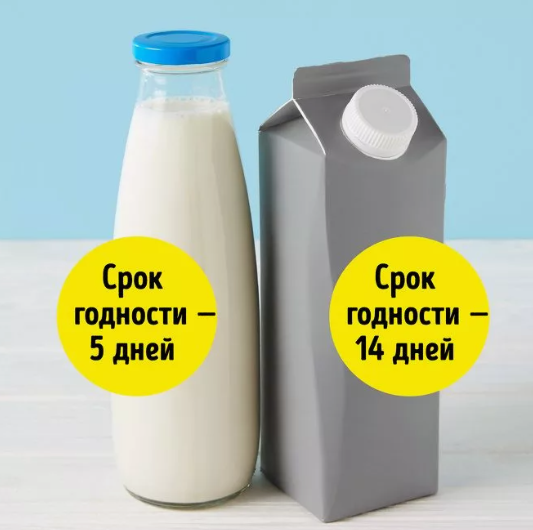 Срок
годности –
5 дней
Срок
годности –
14 дней